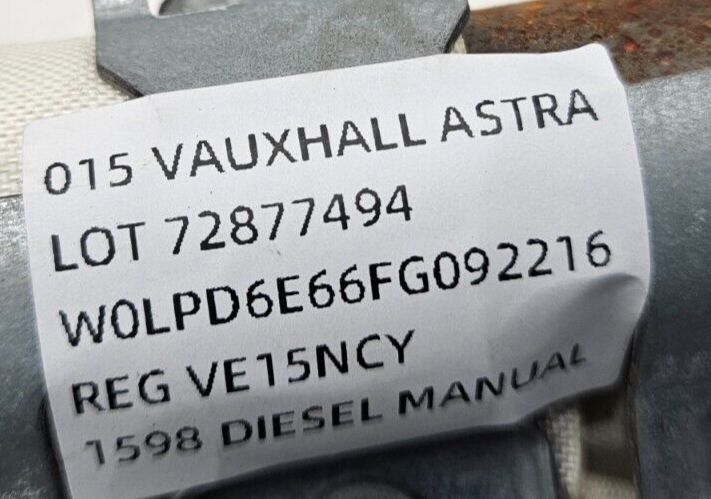 015 VAUXHALL ASTRA
LOT 72877494
W0LPD6E66FG092216
REG VE15NCY
1598 DIESEL MANUAL